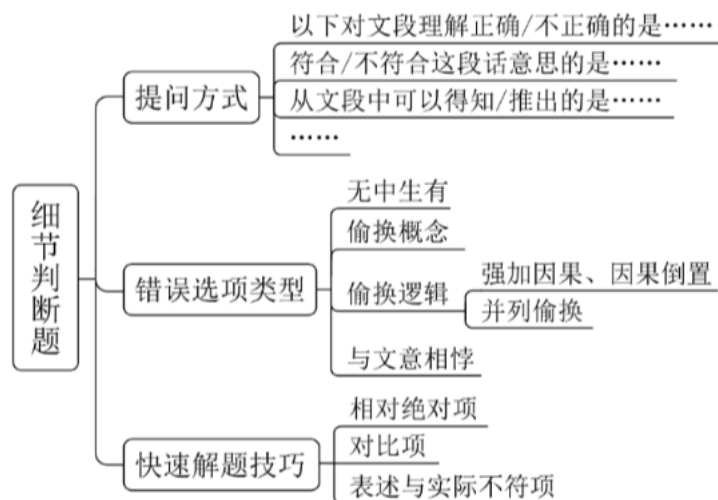 以下对文段理解正确/不正确的是……
符合/不符合这段话意思的是……
提问方式
从文段中可以得知/推出的是……
……
细节判断题
无中生有
偷换概念
错误选项类型
偷换逻辑
强加因果、因果倒置
并列偷换
与文意相悖
相对绝对项
快速解题技巧
对比项
表述与实际不符项